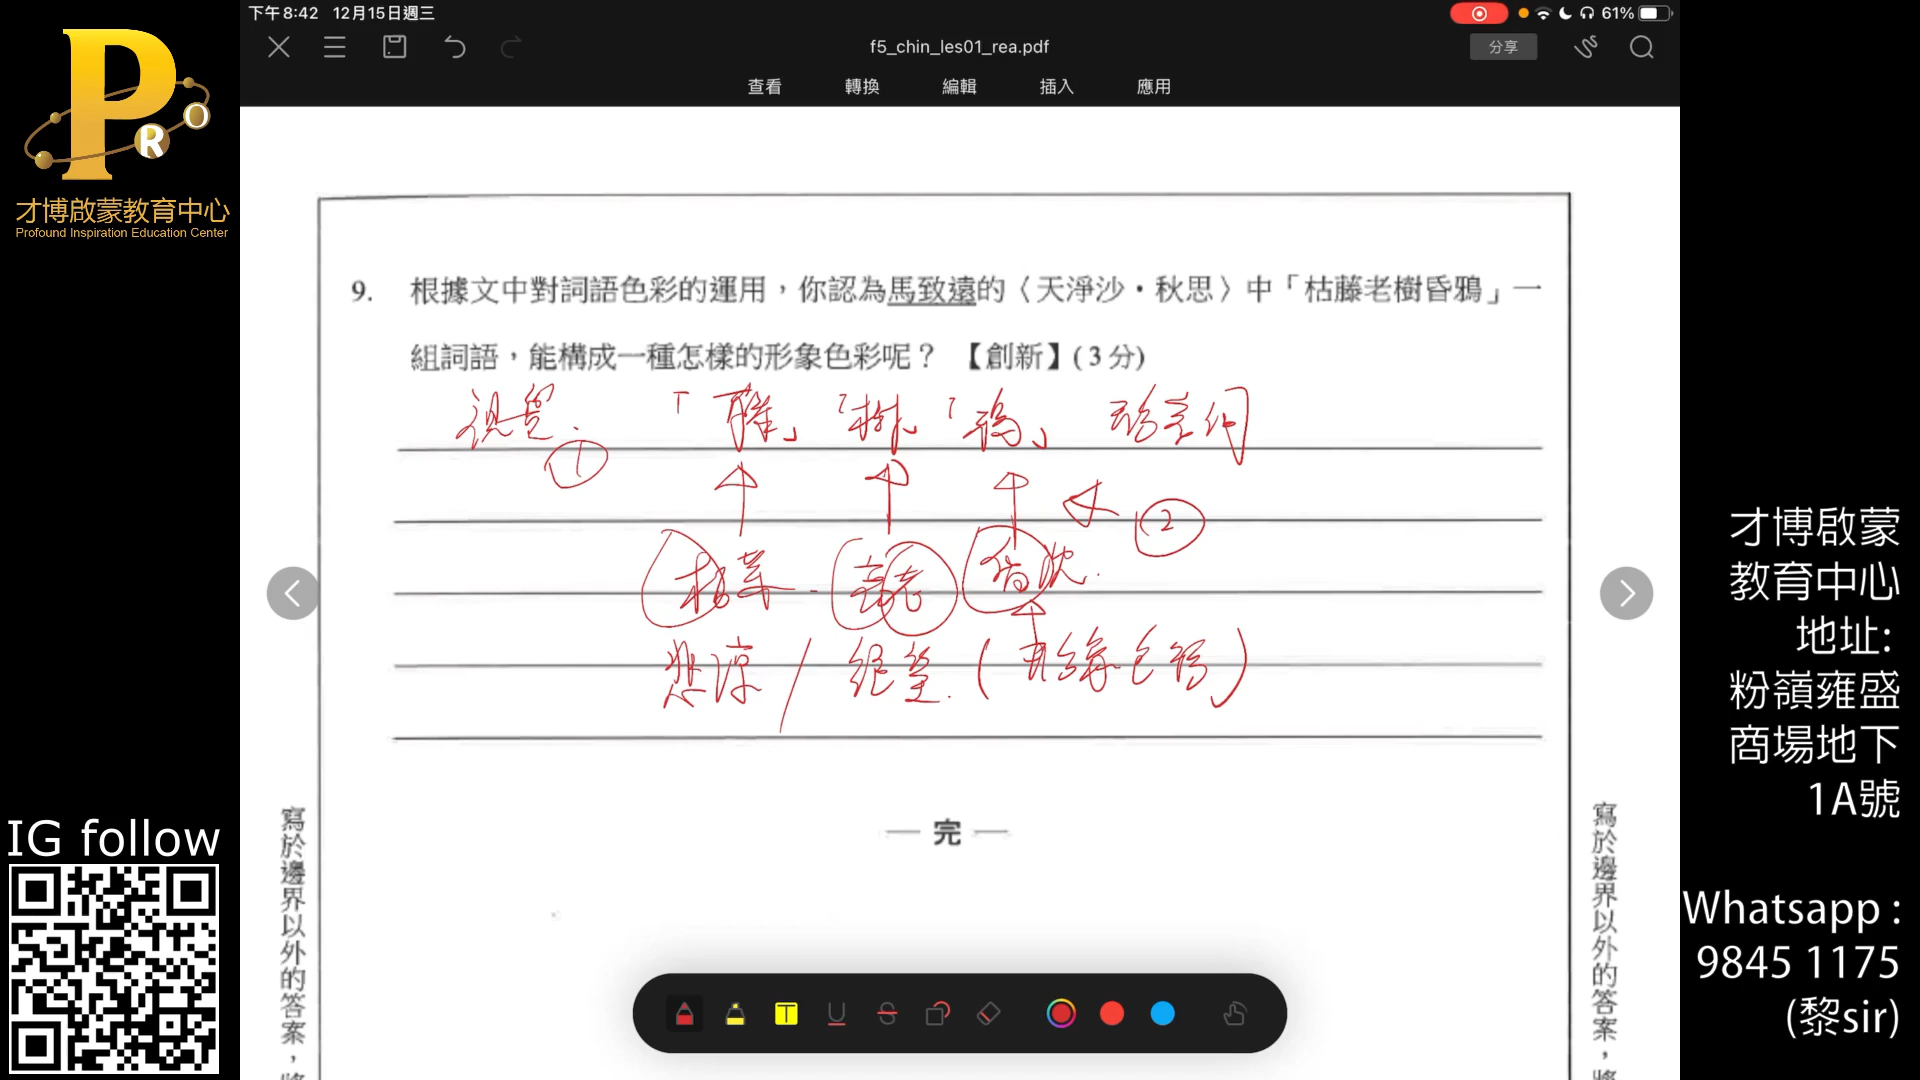 下午8:42 12月15日週三
61%
f5_chin_les01_rea.pdf
分享
查看 轉換 編輯 插入 應用
P
R
O
才博啟蒙教育中心
Profound Inspiration Education Center
9. 根據文中對詞語色彩的運用，你認為馬致遠的〈天淨沙・秋思〉中「枯藤老樹昏鴉」一
組詞語，能構成一種怎樣的形象色彩呢？ 【創新】(3分)
視覺. 「藤」「樹」「鴉」
①
②
悲涼 / 絕望.
— 完 —
寫於邊界以外的答案，
寫於邊界以外的答案，
IG follow
才博啟蒙
教育中心
地址:
粉嶺雍盛
商場地下
1A號
Whatsapp :
9845 1175
(黎sir)
T
U
S